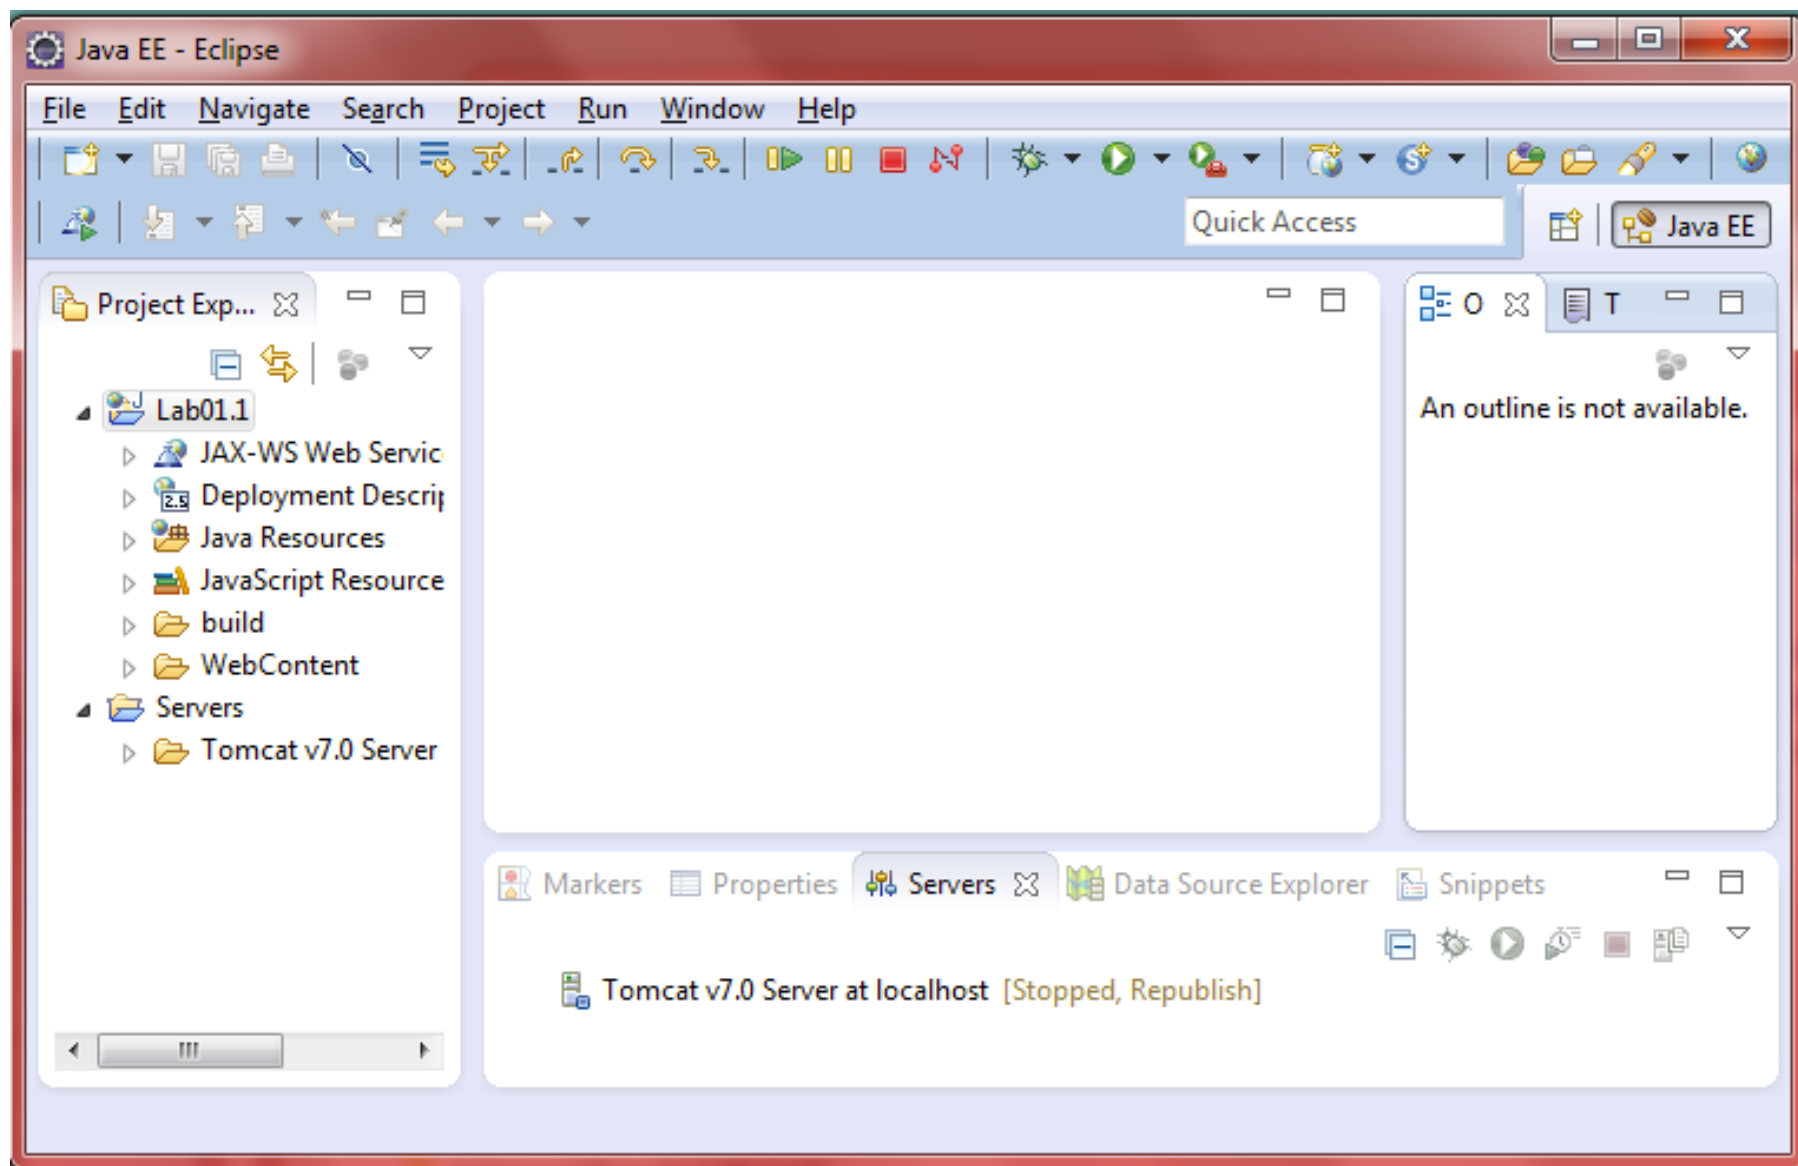 Java EE - Eclipse
File Edit Navigate Search Project Run Window Help
Quick Access
Java EE
Project Exp...
O
T
Lab01.1
JAX-WS Web Servic
Deployment Descrip
Java Resources
JavaScript Resource
build
WebContent
Servers
Tomcat v7.0 Server
An outline is not available.
Markers Properties Servers Data Source Explorer Snippets
Tomcat v7.0 Server at localhost [Stopped, Republish]